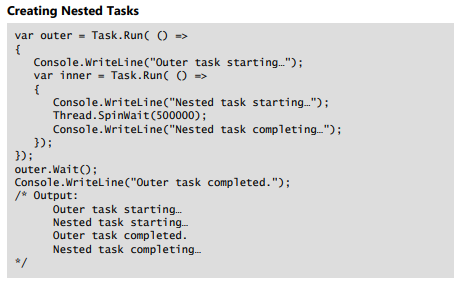 Creating Nested Tasks
var outer = Task.Run( () =>
{
   Console.WriteLine("Outer task starting…");
   var inner = Task.Run( () =>
   {
      Console.WriteLine("Nested task starting…");
      Thread.SpinWait(500000);
      Console.WriteLine("Nested task completing…");
   });
});
outer.Wait();
Console.WriteLine("Outer task completed.");
/* Output:
      Outer task starting…
      Nested task starting…
      Outer task completed.
      Nested task completing…
*/